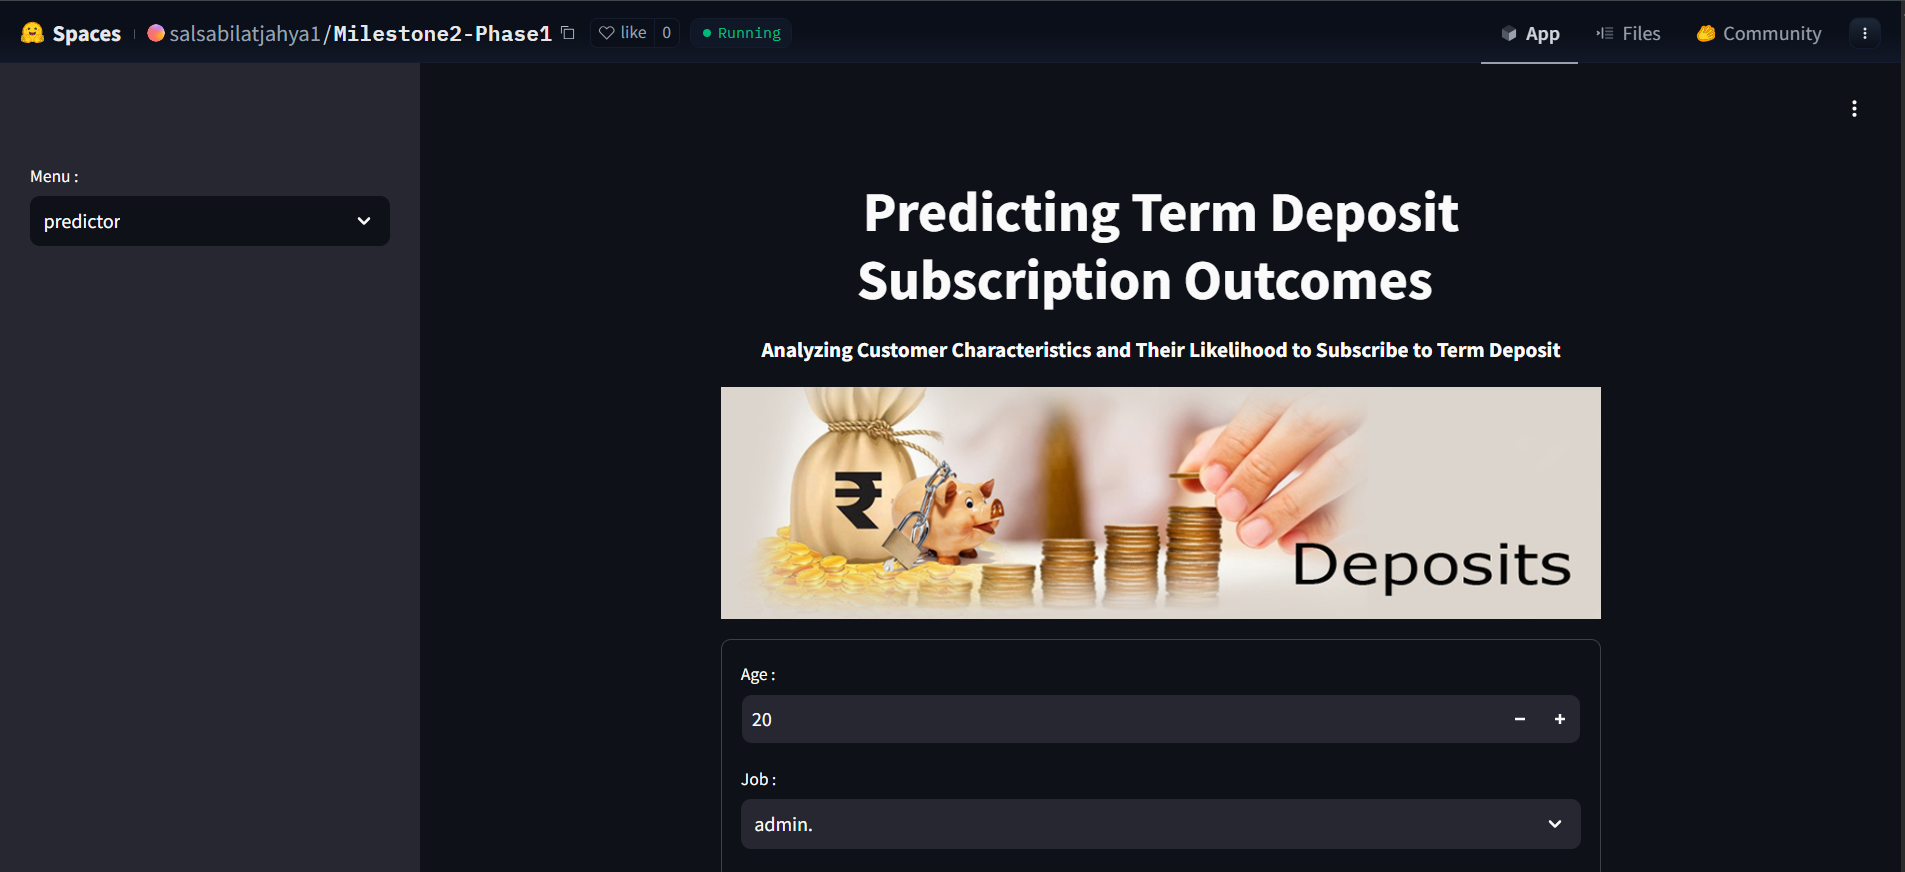 Spaces
salsabilatjahya1/Milestone2-Phase1
like 0
Running
App
Files
Community
Menu :
predictor
Predicting Term Deposit
Subscription Outcomes
Analyzing Customer Characteristics and Their Likelihood to Subscribe to Term Deposit
₹
Deposits
Age :
20
Job :
admin.